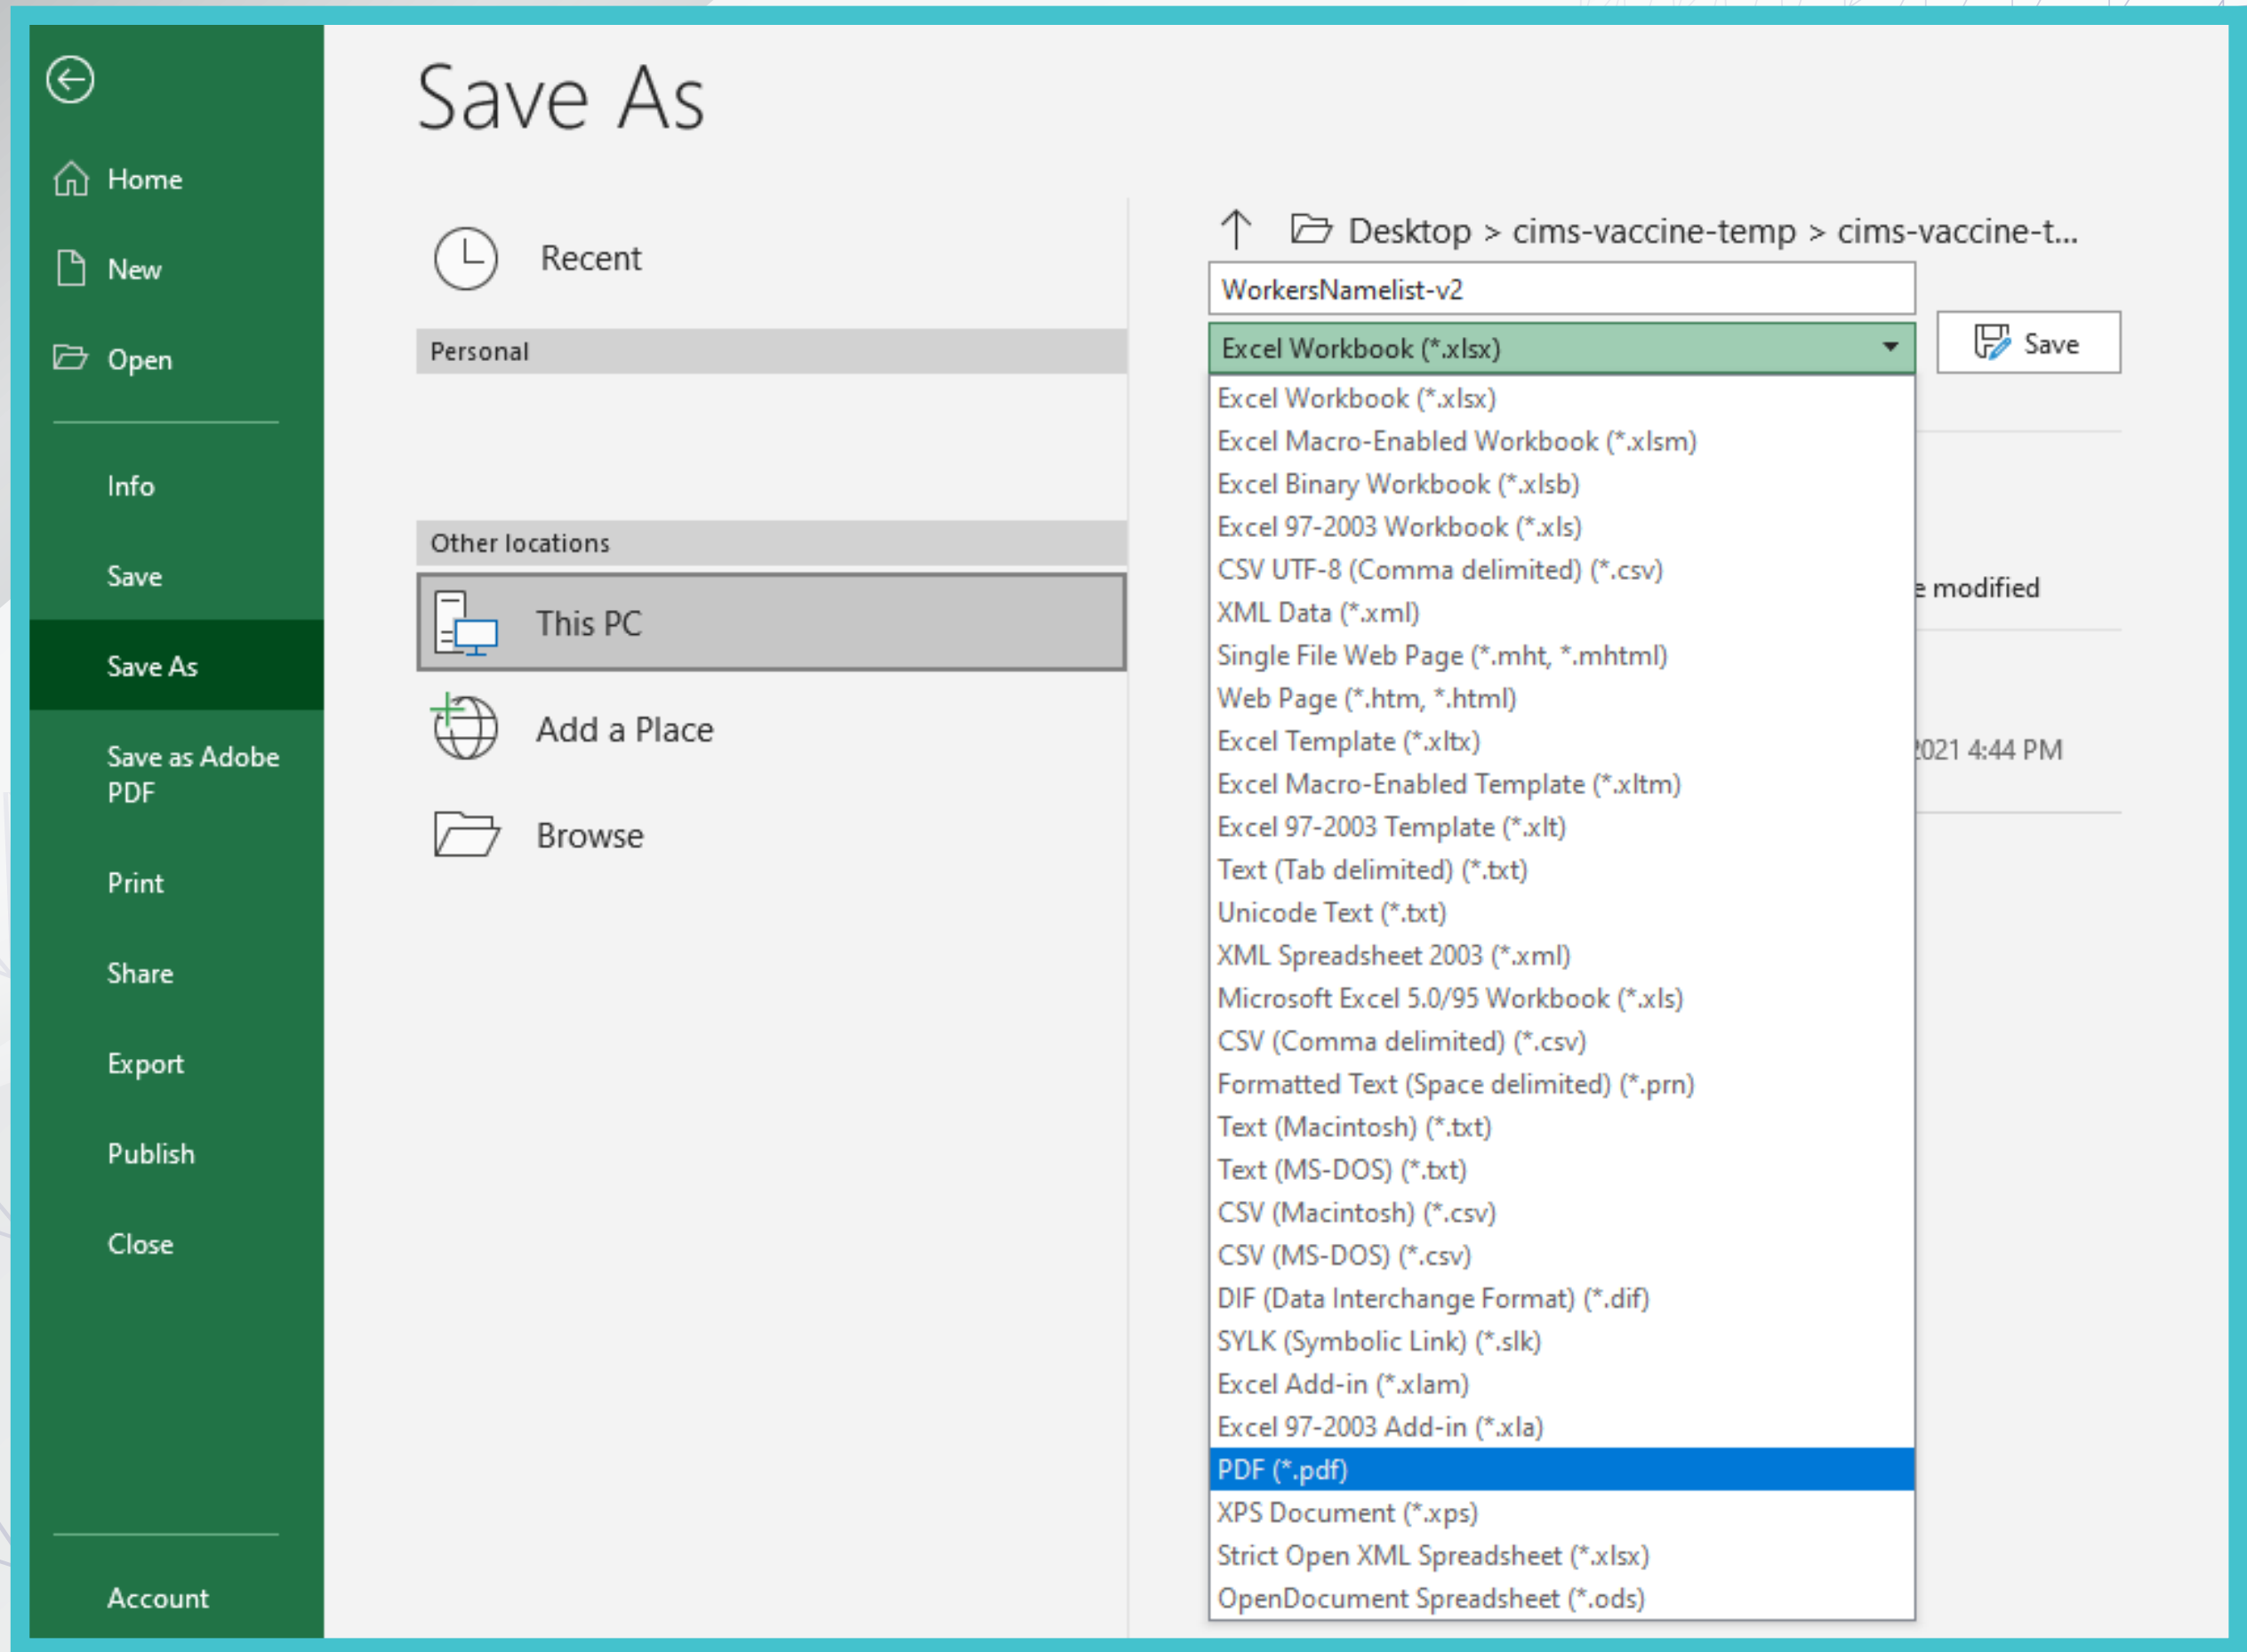 Save As
Home
New
Open
Info
Save
Save As
Save as Adobe
PDF
Print
Share
Export
Publish
Close
Account
Recent
Personal
Other locations
This PC
Add a Place
Browse
Desktop > cims-vaccine-temp > cims-vaccine-t...
WorkersNamelist-v2
Excel Workbook (*.xlsx)
Save
Excel Workbook (*.xlsx)
Excel Macro-Enabled Workbook (*.xlsm)
Excel Binary Workbook (*.xlsb)
Excel 97-2003 Workbook (*.xls)
CSV UTF-8 (Comma delimited) (*.csv)
XML Data (*.xml)
Single File Web Page (*.mht, *.mhtml)
Web Page (*.htm, *.html)
Excel Template (*.xltx)
Excel Macro-Enabled Template (*.xltm)
Excel 97-2003 Template (*.xlt)
Text (Tab delimited) (*.txt)
Unicode Text (*.txt)
XML Spreadsheet 2003 (*.xml)
Microsoft Excel 5.0/95 Workbook (*.xls)
CSV (Comma delimited) (*.csv)
Formatted Text (Space delimited) (*.prn)
Text (Macintosh) (*.txt)
Text (MS-DOS) (*.txt)
CSV (Macintosh) (*.csv)
CSV (MS-DOS) (*.csv)
DIF (Data Interchange Format) (*.dif)
SYLK (Symbolic Link) (*.slk)
Excel Add-in (*.xlam)
Excel 97-2003 Add-in (*.xla)
PDF (*.pdf)
XPS Document (*.xps)
Strict Open XML Spreadsheet (*.xlsx)
OpenDocument Spreadsheet (*.ods)
e modified
2021 4:44 PM